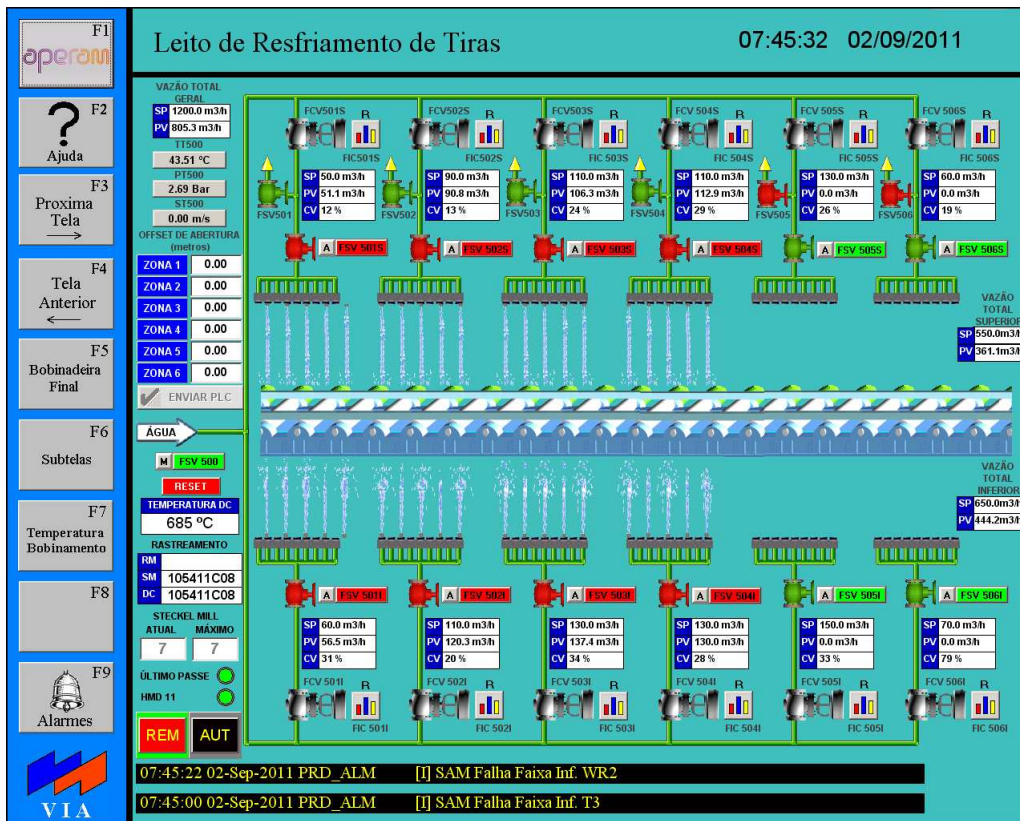 F1
aperam
Leito de Resfriamento de Tiras
07:45:32 02/09/2011
F2
Ajuda
F3
Proxima
Tela
F4
Tela
Anterior
F5
Bobinadeira
Final
F6
Subtelas
F7
Temperatura
Bobinamento
F8
F9
Alarmes
VIA
VAZÃO TOTAL
GERAL
SP 1200.0 m3/h
PV 805.3 m3/h
TT500
43.51 °C
PT500
2.69 Bar
ST500
0.00 m/s
OFFSET DE ABERTURA
(metros)
ZONA 1 0.00
ZONA 2 0.00
ZONA 3 0.00
ZONA 4 0.00
ZONA 5 0.00
ZONA 6 0.00
ENVIAR PLC
ÁGUA
M FSV 500
RESET
TEMPERATURA DC
685 ºC
RASTREAMENTO
RM
SM 105411C08
DC 105411C08
STECKEL MILL
ATUAL MÁXIMO
7 7
ÚLTIMO PASSE
HMD 11
REM AUT
FCV501S R FCV502S R FCV503S R FCV 504S R FCV 505S R FCV 506S R
FIC501S FIC502S FIC 503S FIC 504S FIC 505S FIC 506S
SP 50.0 m3/h SP 90.0 m3/h SP 110.0 m3/h SP 110.0 m3/h SP 130.0 m3/h SP 60.0 m3/h
PV 51.1 m3/h PV 90.8 m3/h PV 106.3 m3/h PV 112.9 m3/h PV 0.0 m3/h PV 0.0 m3/h
CV 12 % CV 13 % CV 24 % CV 29 % CV 26 % CV 19 %
FSV501 FSV502 FSV503 FSV504 FSV505 FSV506
A FSV 501S A FSV 502S A FSV 503S A FSV 504S A FSV 505S A FSV 506S
VAZÃO
TOTAL
SUPERIOR
SP 550.0m3/h
PV 361.1m3/h
VAZÃO
TOTAL
INFERIOR
SP 650.0m3/h
PV 444.2m3/h
A FSV 501I A FSV 502I A FSV 503I A FSV 504I A FSV 505I A FSV 506I
SP 60.0 m3/h SP 110.0 m3/h SP 130.0 m3/h SP 130.0 m3/h SP 150.0 m3/h SP 70.0 m3/h
PV 56.5 m3/h PV 120.3 m3/h PV 137.4 m3/h PV 130.0 m3/h PV 0.0 m3/h PV 0.0 m3/h
CV 31 % CV 20 % CV 34 % CV 28 % CV 33 % CV 79 %
FCV 501I R FCV 502I R FCV 503I R FCV 504I R FCV 505I R FCV 506I R
FIC 501I FIC 502I FIC 503I FIC 504I FIC 505I FIC 506I
07:45:22 02-Sep-2011 PRD_ALM [I] SAM Falha Faixa Inf. WR2
07:45:00 02-Sep-2011 PRD_ALM [I] SAM Falha Faixa Inf. T3